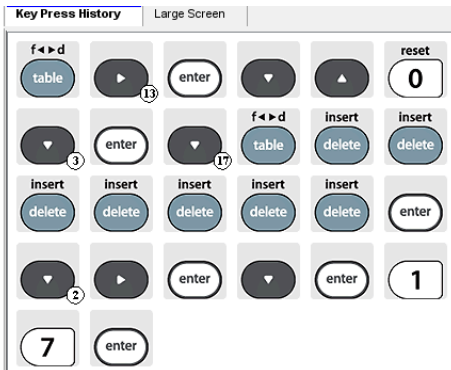 Key Press History Large Screen
f◄►d reset
table ► 13 enter ▼ ▲ 0
f◄►d insert insert
▼ 3 enter ▼ 17 table delete delete
insert insert insert insert insert
delete delete delete delete delete enter
▼ 2 ► enter ▼ enter 1
7 enter